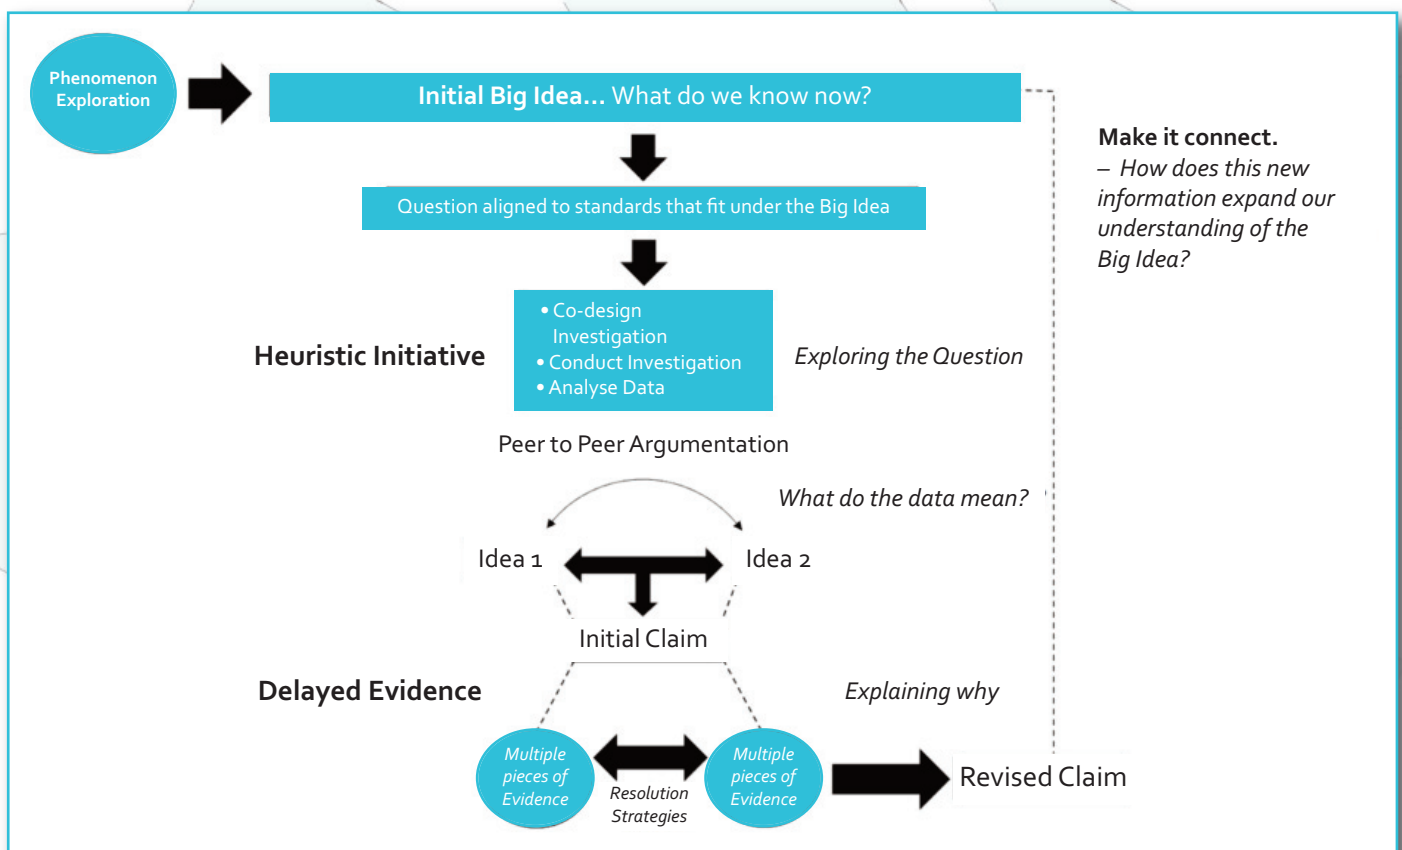 Phenomenon
Exploration
Initial Big Idea... What do we know now?
Make it connect.
– How does this new
information expand our
understanding of the
Big Idea?
Question aligned to standards that fit under the Big Idea
Heuristic Initiative
• Co-design
Investigation
• Conduct Investigation
• Analyse Data
Exploring the Question
Peer to Peer Argumentation
What do the data mean?
Idea 1
Idea 2
Initial Claim
Delayed Evidence
Explaining why
Multiple
pieces of
Evidence
Resolution
Strategies
Multiple
pieces of
Evidence
Revised Claim